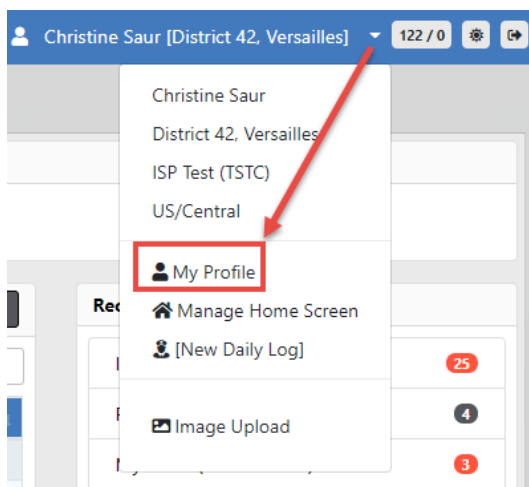 Christine Saur [District 42, Versailles] 122 / 0
Christine Saur
District 42, Versailles
ISP Test (TSTC)
US/Central
My Profile
Manage Home Screen
[New Daily Log]
25
4
Image Upload
3